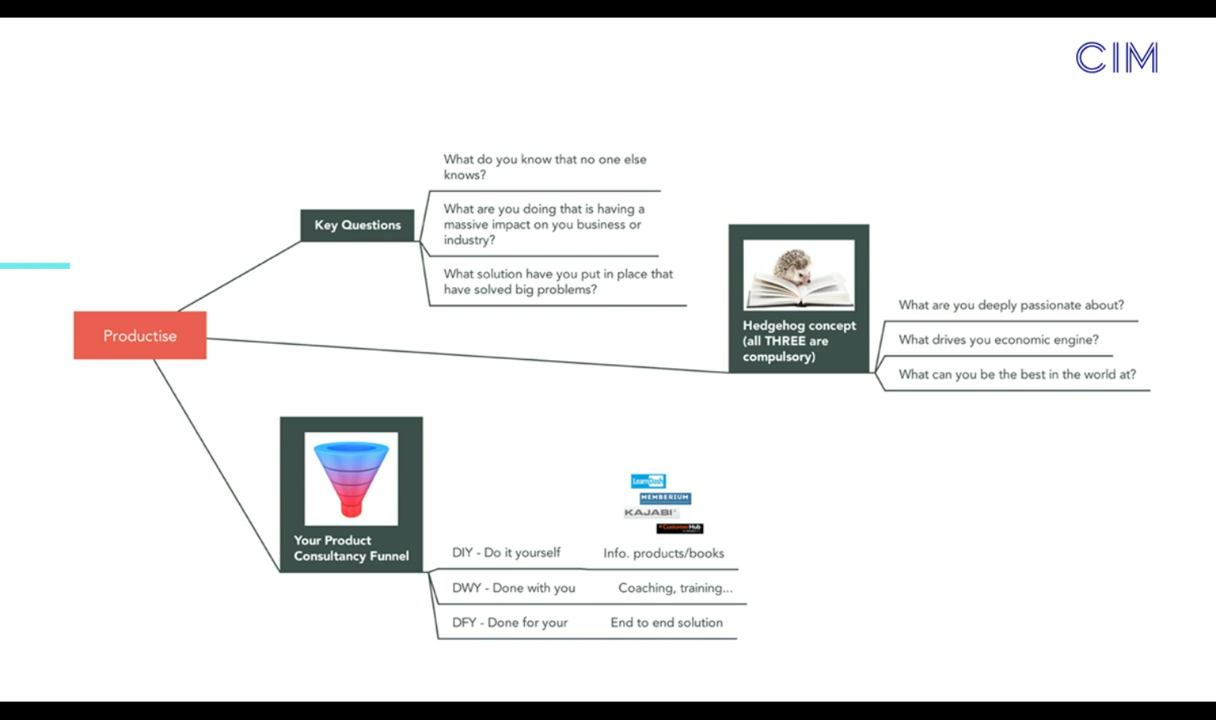 CIM
What do you know that no one else
knows?
Key Questions
What are you doing that is having a
massive impact on you business or
industry?
What solution have you put in place that
have solved big problems?
Productise
Hedgehog concept
(all THREE are
compulsory)
What are you deeply passionate about?
What drives you economic engine?
What can you be the best in the world at?
Your Product
Consultancy Funnel
LearnDash
MEMBERIUM
KAJABI
CustomerHub
DIY - Do it yourself
Info. products/books
DWY - Done with you
Coaching, training...
DFY - Done for your
End to end solution